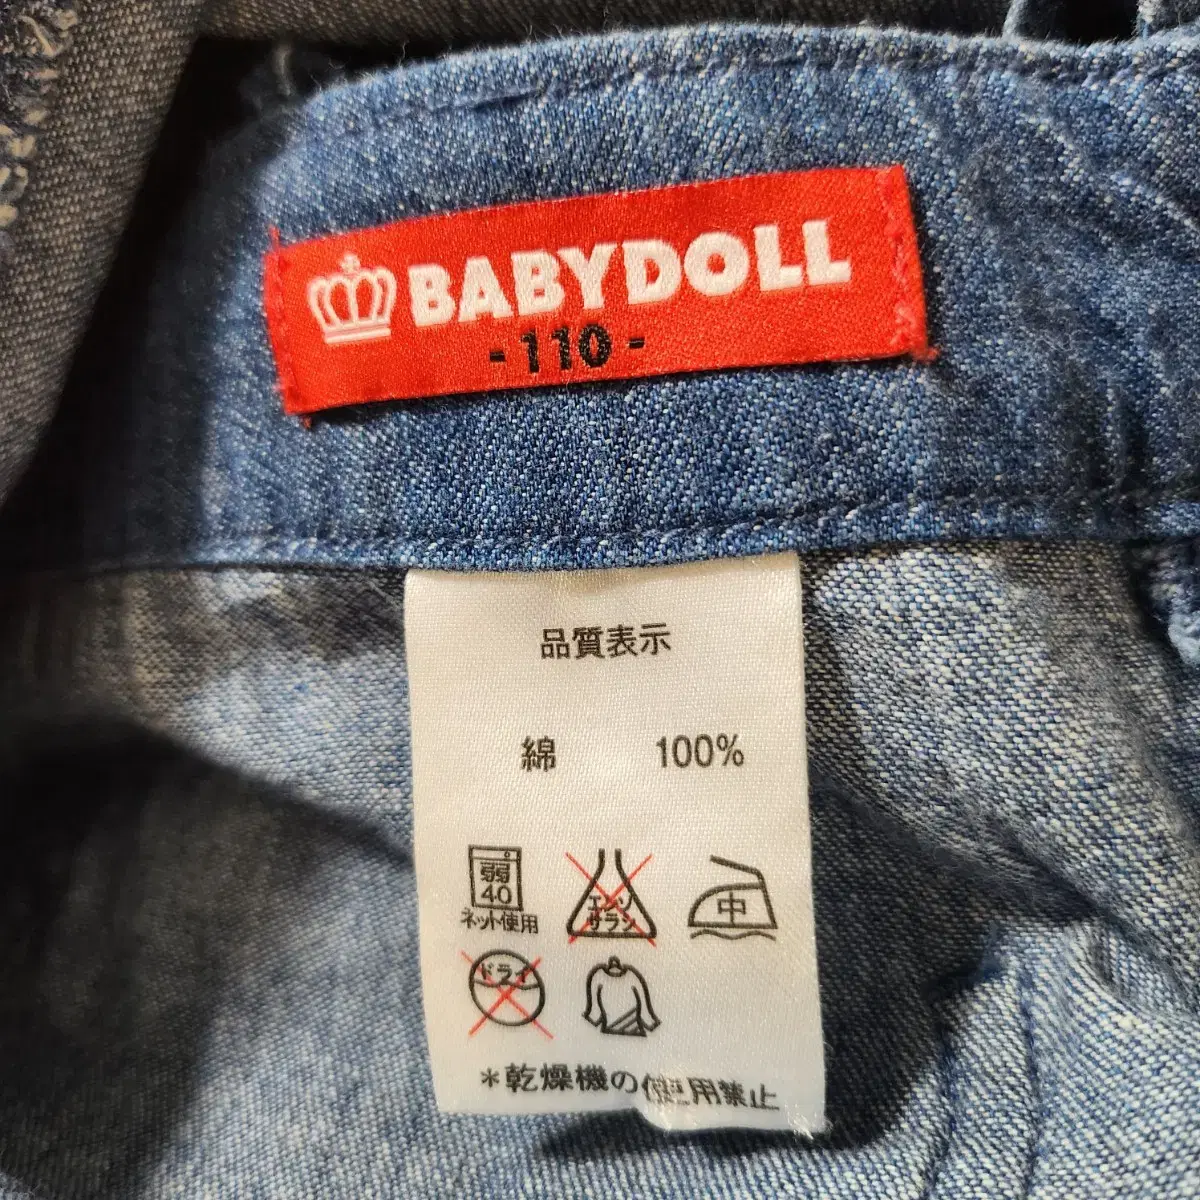 BABYDOLL
- 110 -
品質表示
綿 100%
弱
40
ネット使用
エンソ
サラシ
中
ドライ
*乾燥機の使用禁止